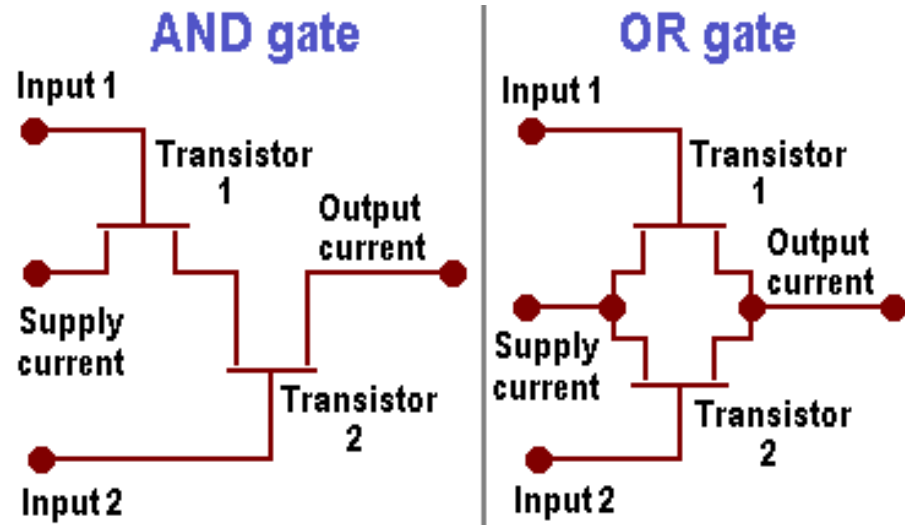 AND gate
Input 1
Transistor
1
Output
current
Supply
current
Transistor
2
Input 2
OR gate
Input 1
Transistor
1
Output
current
Supply
current
Transistor
2
Input 2